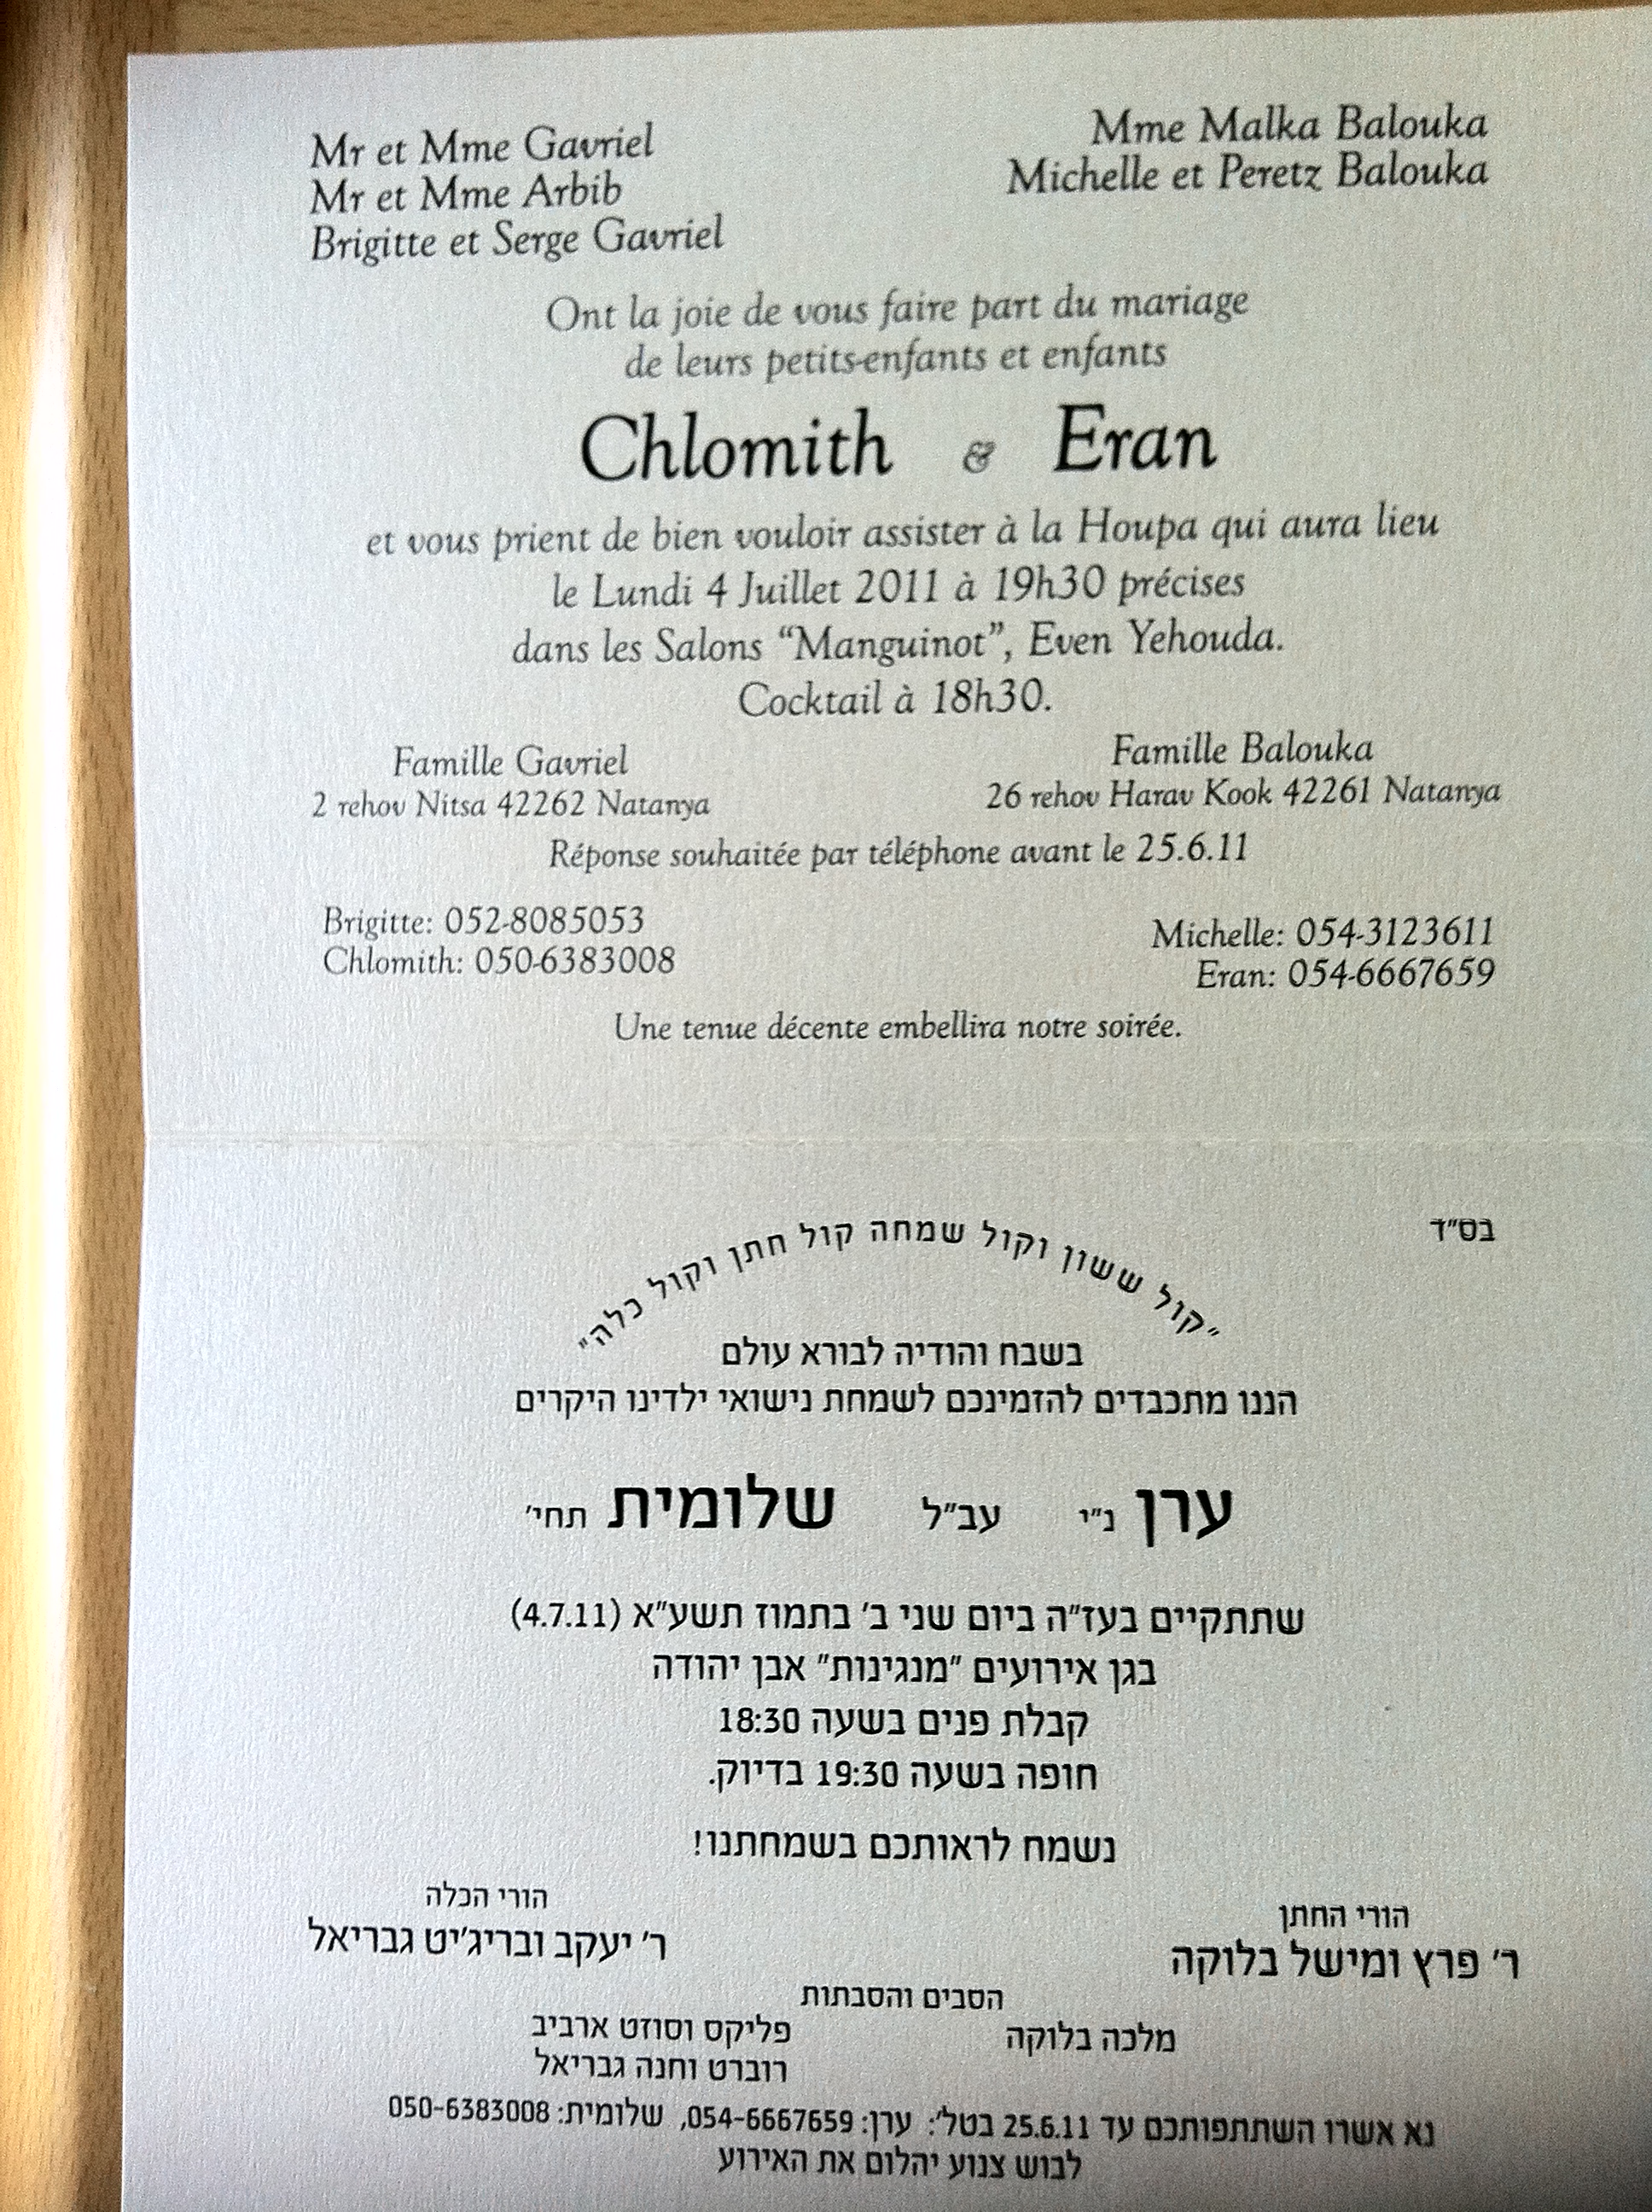 Mr et Mme Gavriel
Mr et Mme Arbib
Brigitte et Serge Gavriel
Mme Malka Balouka
Michelle et Peretz Balouka
Ont la joie de vous faire part du mariage
de leurs petits-enfants et enfants
Chlomith & Eran
et vous prient de bien vouloir assister à la Houpa qui aura lieu
le Lundi 4 Juillet 2011 à 19h30 précises
dans les Salons “Manguinot”, Even Yehouda.
Cocktail à 18h30.
Famille Gavriel
2 rehov Nitsa 42262 Natanya
Famille Balouka
26 rehov Harav Kook 42261 Natanya
Réponse souhaitée par téléphone avant le 25.6.11
Brigitte: 052-8085053
Chlomith: 050-6383008
Michelle: 054-3123611
Eran: 054-6667659
Une tenue décente embellira notre soirée.
בס"ד
"קול ששון וקול שמחה קול חתן וקול כלה"
בשבח והודיה לבורא עולם
הננו מתכבדים להזמינכם לשמחת נישואי ילדינו היקרים
ערן נ"י עב"ל שלומית תחי'
שתתקיים בעז"ה ביום שני ב' בתמוז תשע"א (4.7.11)
בגן אירועים "מנגינות" אבן יהודה
קבלת פנים בשעה 18:30
חופה בשעה 19:30 בדיוק.
נשמח לראותכם בשמחתנו!
הורי החתן
ר' פרץ ומישל בלוקה
הורי הכלה
ר' יעקב ובריג'יט גבריאל
הסבים והסבתות
מלכה בלוקה
פליקס וסוזט ארביב
רוברט וחנה גבריאל
נא אשרו השתתפותכם עד 25.6.11 בטל': ערן: 054-6667659, שלומית: 050-6383008
לבוש צנוע יהלום את האירוע